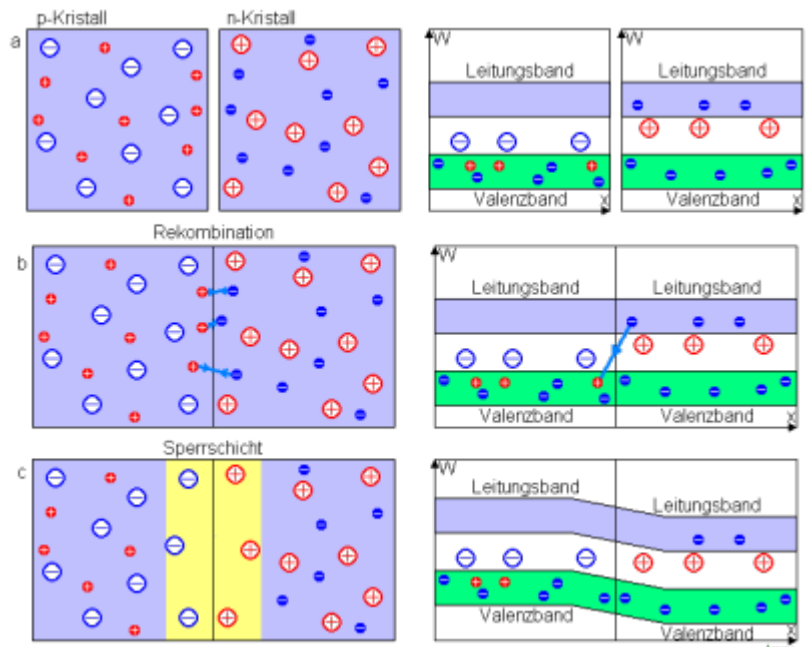 p-Kristall
n-Kristall
a
W
W
Leitungsband
Leitungsband
Valenzband
x
Valenzband
x
Rekombination
b
W
Leitungsband
Leitungsband
Valenzband
Valenzband
x
Sperrschicht
c
W
Leitungsband
Leitungsband
Valenzband
Valenzband
x